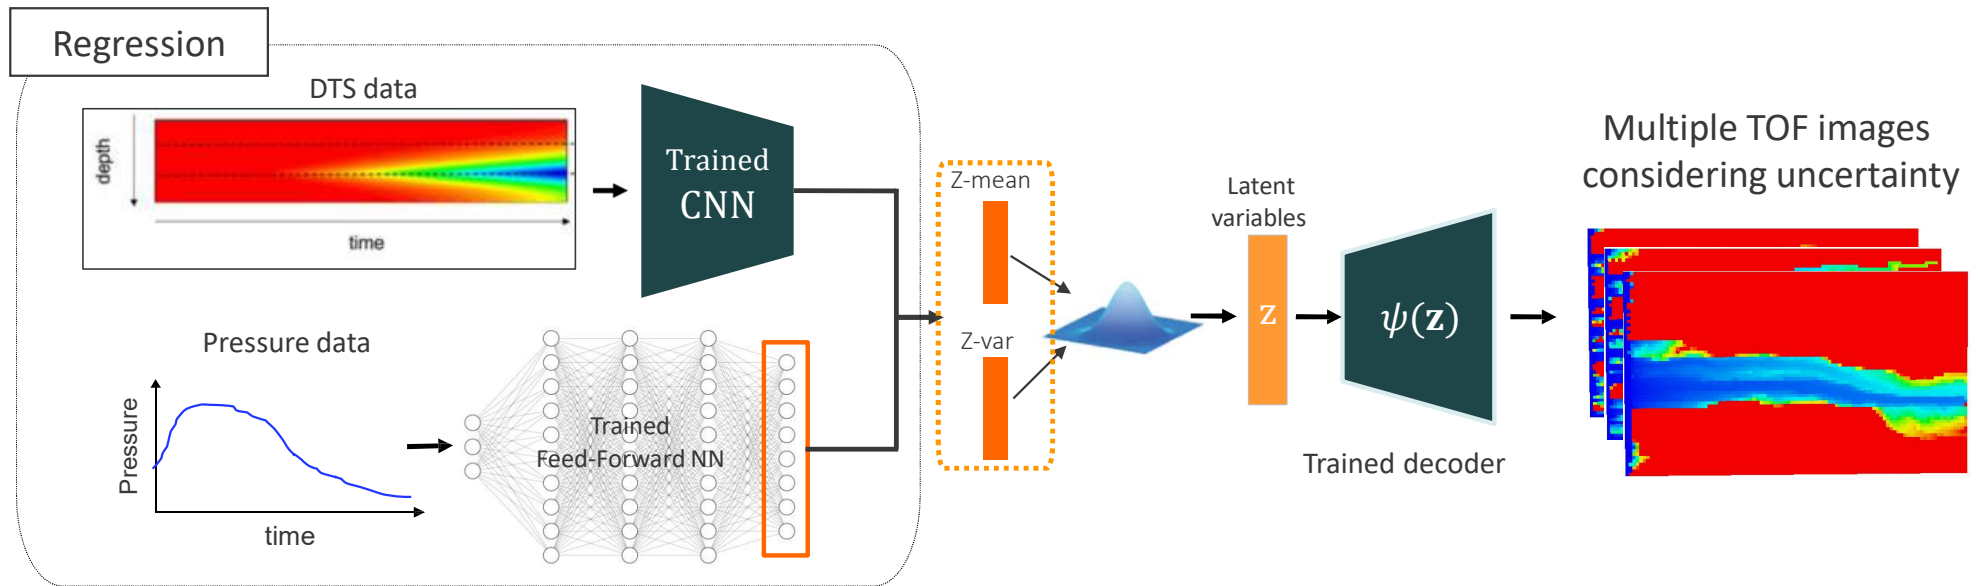 Regression
DTS data
depth
time
Trained
CNN
Pressure data
Pressure
time
Trained
Feed-Forward NN
Z-mean
Z-var
Latent
variables
z
ψ(z)
Trained decoder
Multiple TOF images
considering uncertainty